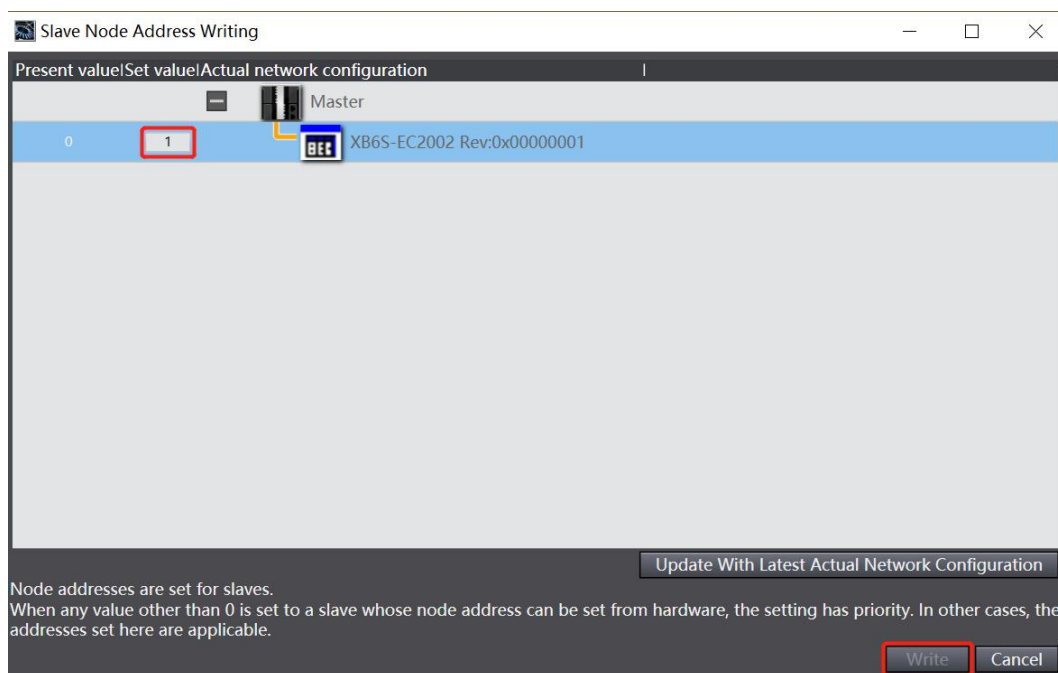 Slave Node Address Writing
Present value|Set value|Actual network configuration |
Master
0 1 XB6S-EC2002 Rev:0x00000001
Update With Latest Actual Network Configuration
Node addresses are set for slaves.
When any value other than 0 is set to a slave whose node address can be set from hardware, the setting has priority. In other cases, the
addresses set here are applicable.
Write Cancel